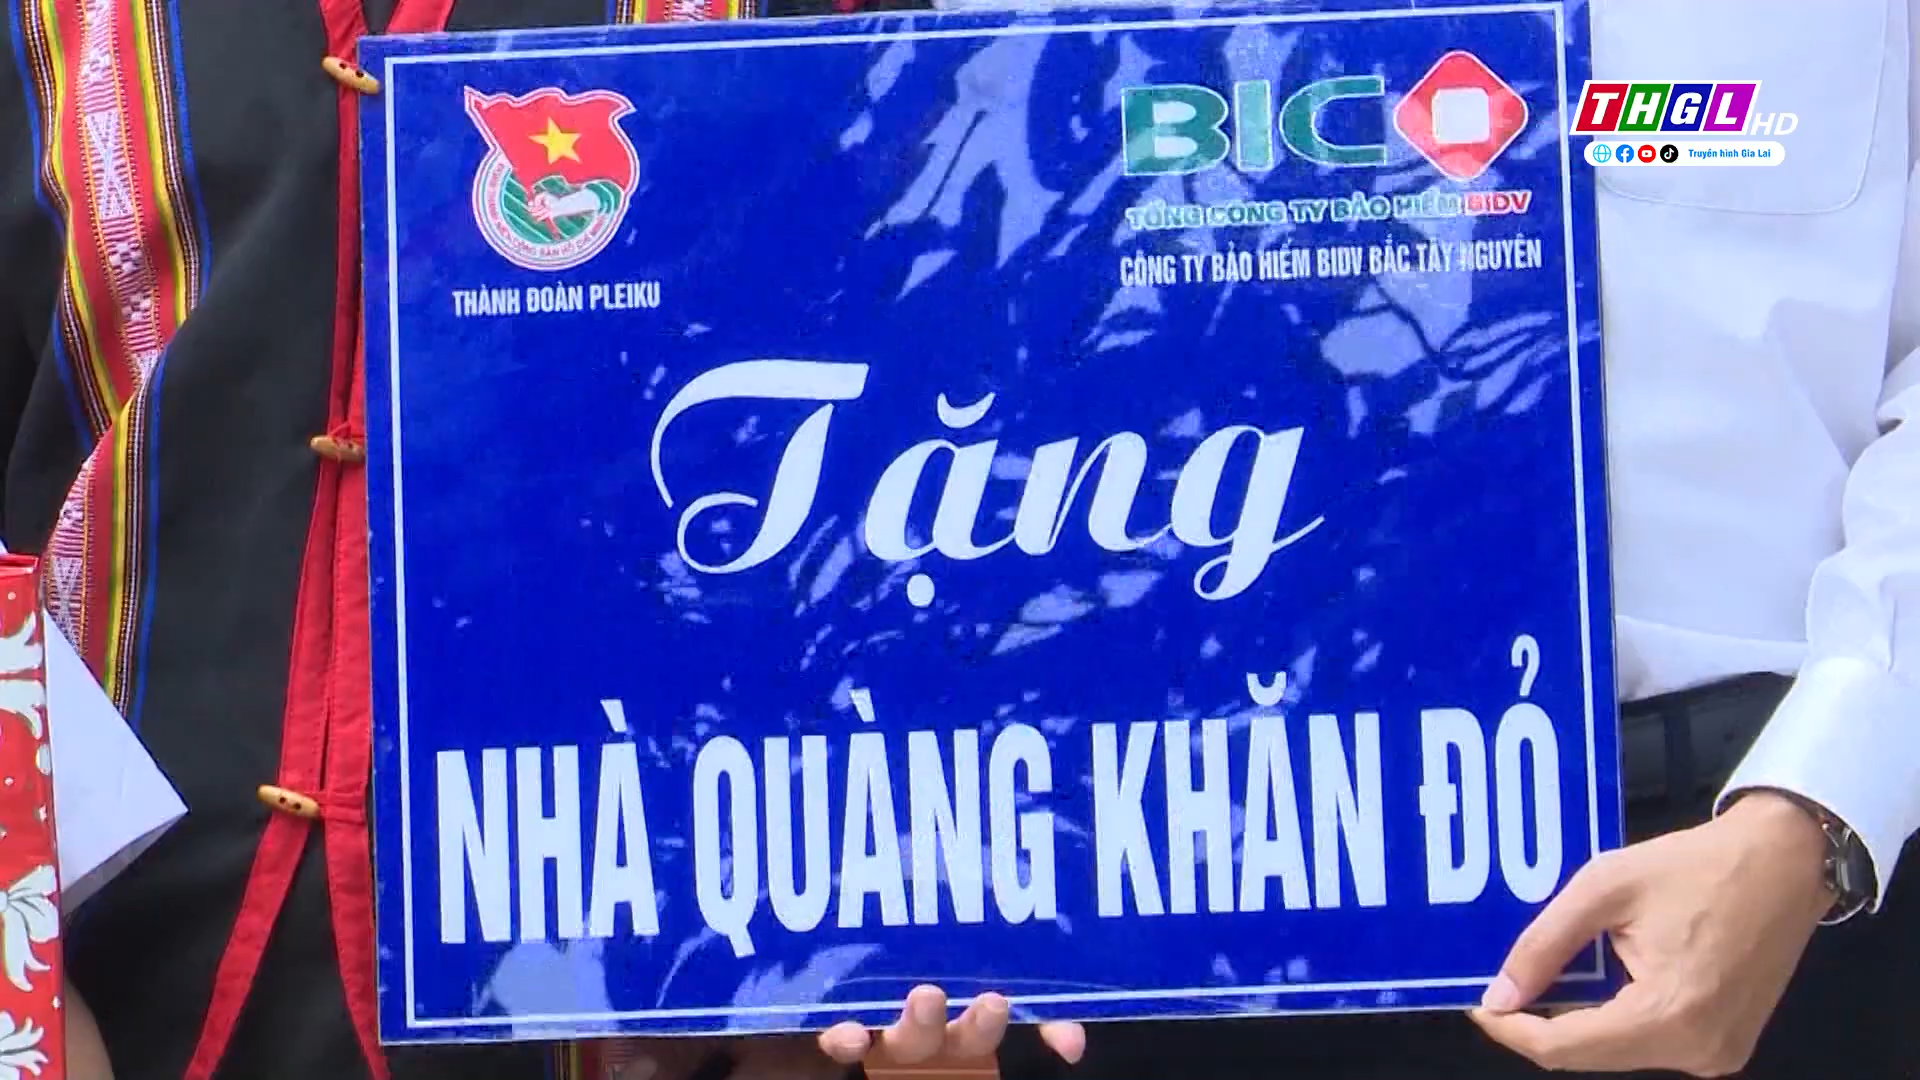 THGL HD
Truyền hình Gia Lai
BIC
TỔNG CÔNG TY BẢO HIỂM BIDV
CÔNG TY BẢO HIỂM BIDV BẮC TÂY NGUYÊN
THÀNH ĐOÀN PLEIKU
Tặng
NHÀ QUÀNG KHĂN ĐỎ